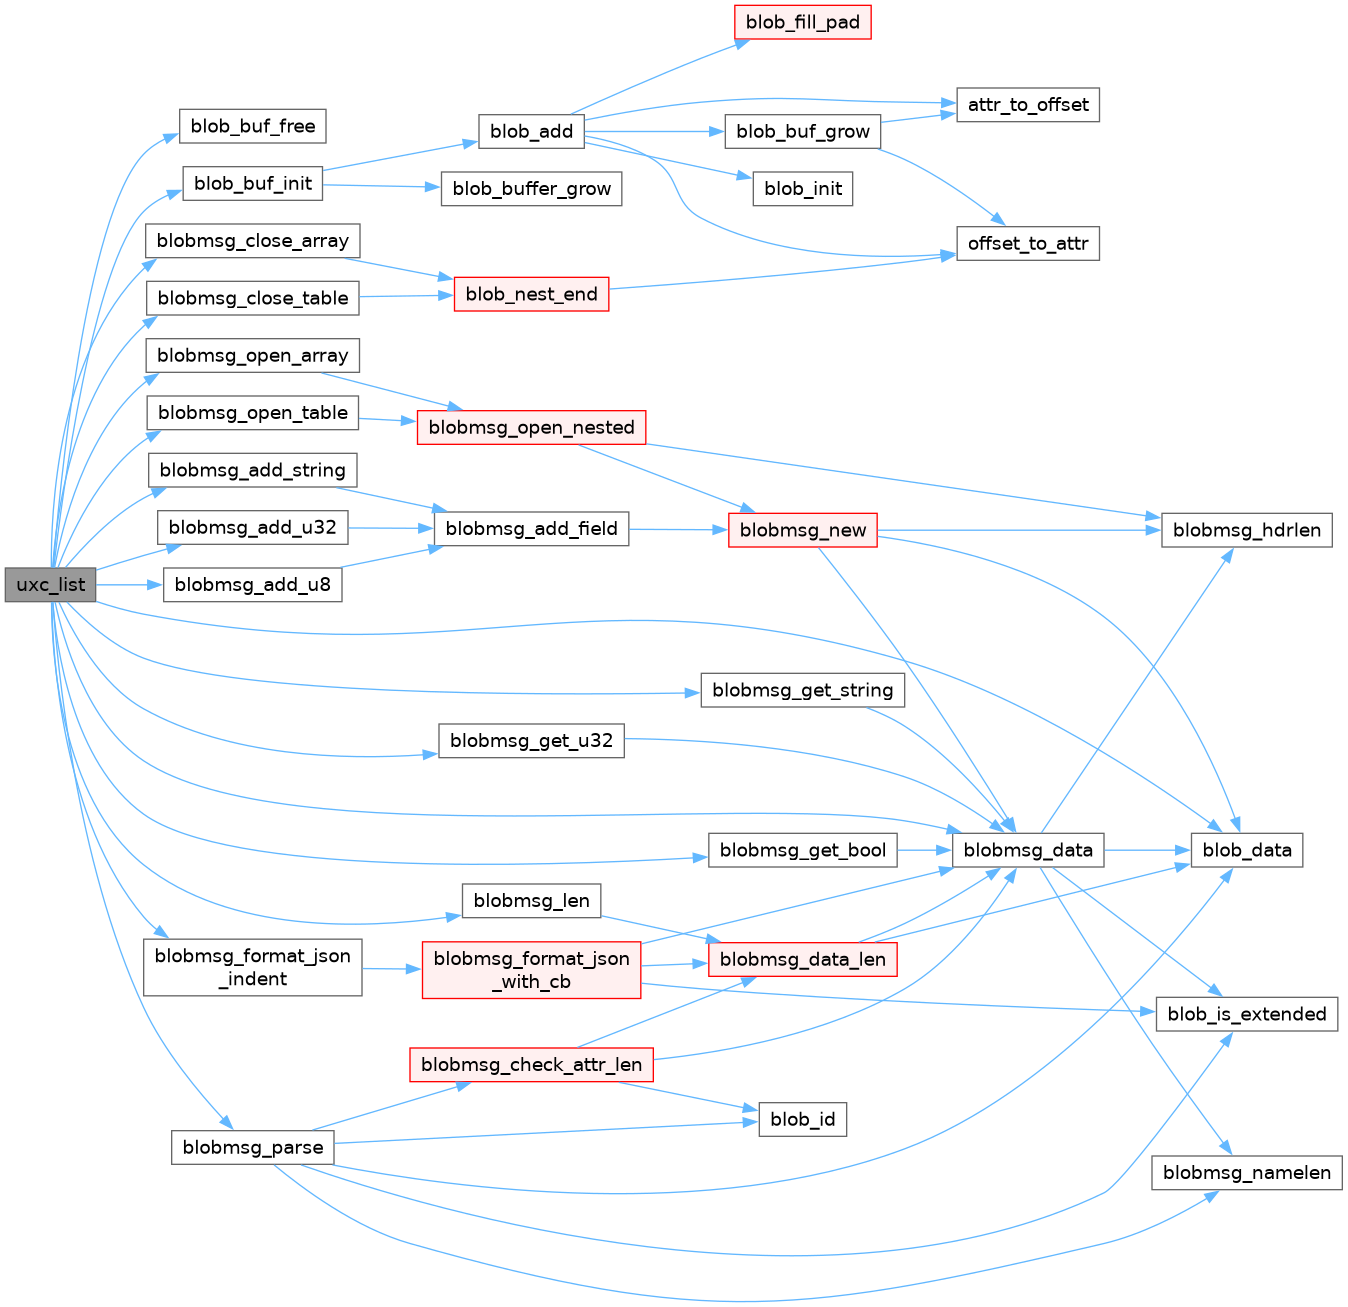 blob_fill_pad
attr_to_offset
blob_buf_free
blob_add
blob_buf_grow
blob_buf_init
blob_buffer_grow
blob_init
blobmsg_close_array
offset_to_attr
blobmsg_close_table
blob_nest_end
blobmsg_open_array
blobmsg_open_table
blobmsg_open_nested
blobmsg_add_string
blobmsg_add_u32
blobmsg_add_field
blobmsg_new
blobmsg_hdrlen
uxc_list
blobmsg_add_u8
blobmsg_get_string
blobmsg_get_u32
blobmsg_get_bool
blobmsg_data
blob_data
blobmsg_len
blobmsg_format_json
_indent
blobmsg_format_json
_with_cb
blobmsg_data_len
blob_is_extended
blobmsg_check_attr_len
blob_id
blobmsg_parse
blobmsg_namelen